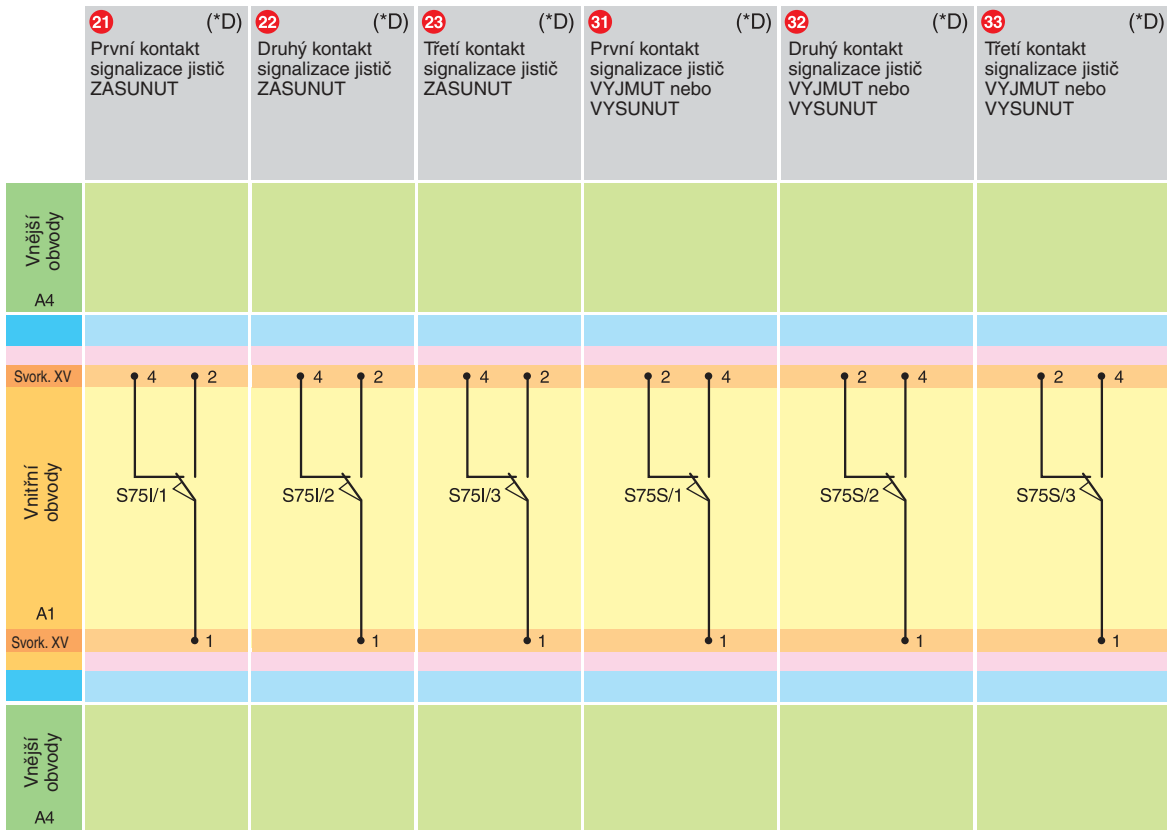 21 (*D)
První kontakt
signalizace jistič
ZASUNUT
22 (*D)
Druhý kontakt
signalizace jistič
ZASUNUT
23 (*D)
Třetí kontakt
signalizace jistič
ZASUNUT
31 (*D)
První kontakt
signalizace jistič
VYJMUT nebo
VYSUNUT
32 (*D)
Druhý kontakt
signalizace jistič
VYJMUT nebo
VYSUNUT
33 (*D)
Třetí kontakt
signalizace jistič
VYJMUT nebo
VYSUNUT
Vnější
obvody
A4
Svork. XV
4 2
4 2
4 2
2 4
2 4
2 4
Vnitřní
obvody
S75I/1
S75I/2
S75I/3
S75S/1
S75S/2
S75S/3
A1
Svork. XV
1
1
1
1
1
1
Vnější
obvody
A4